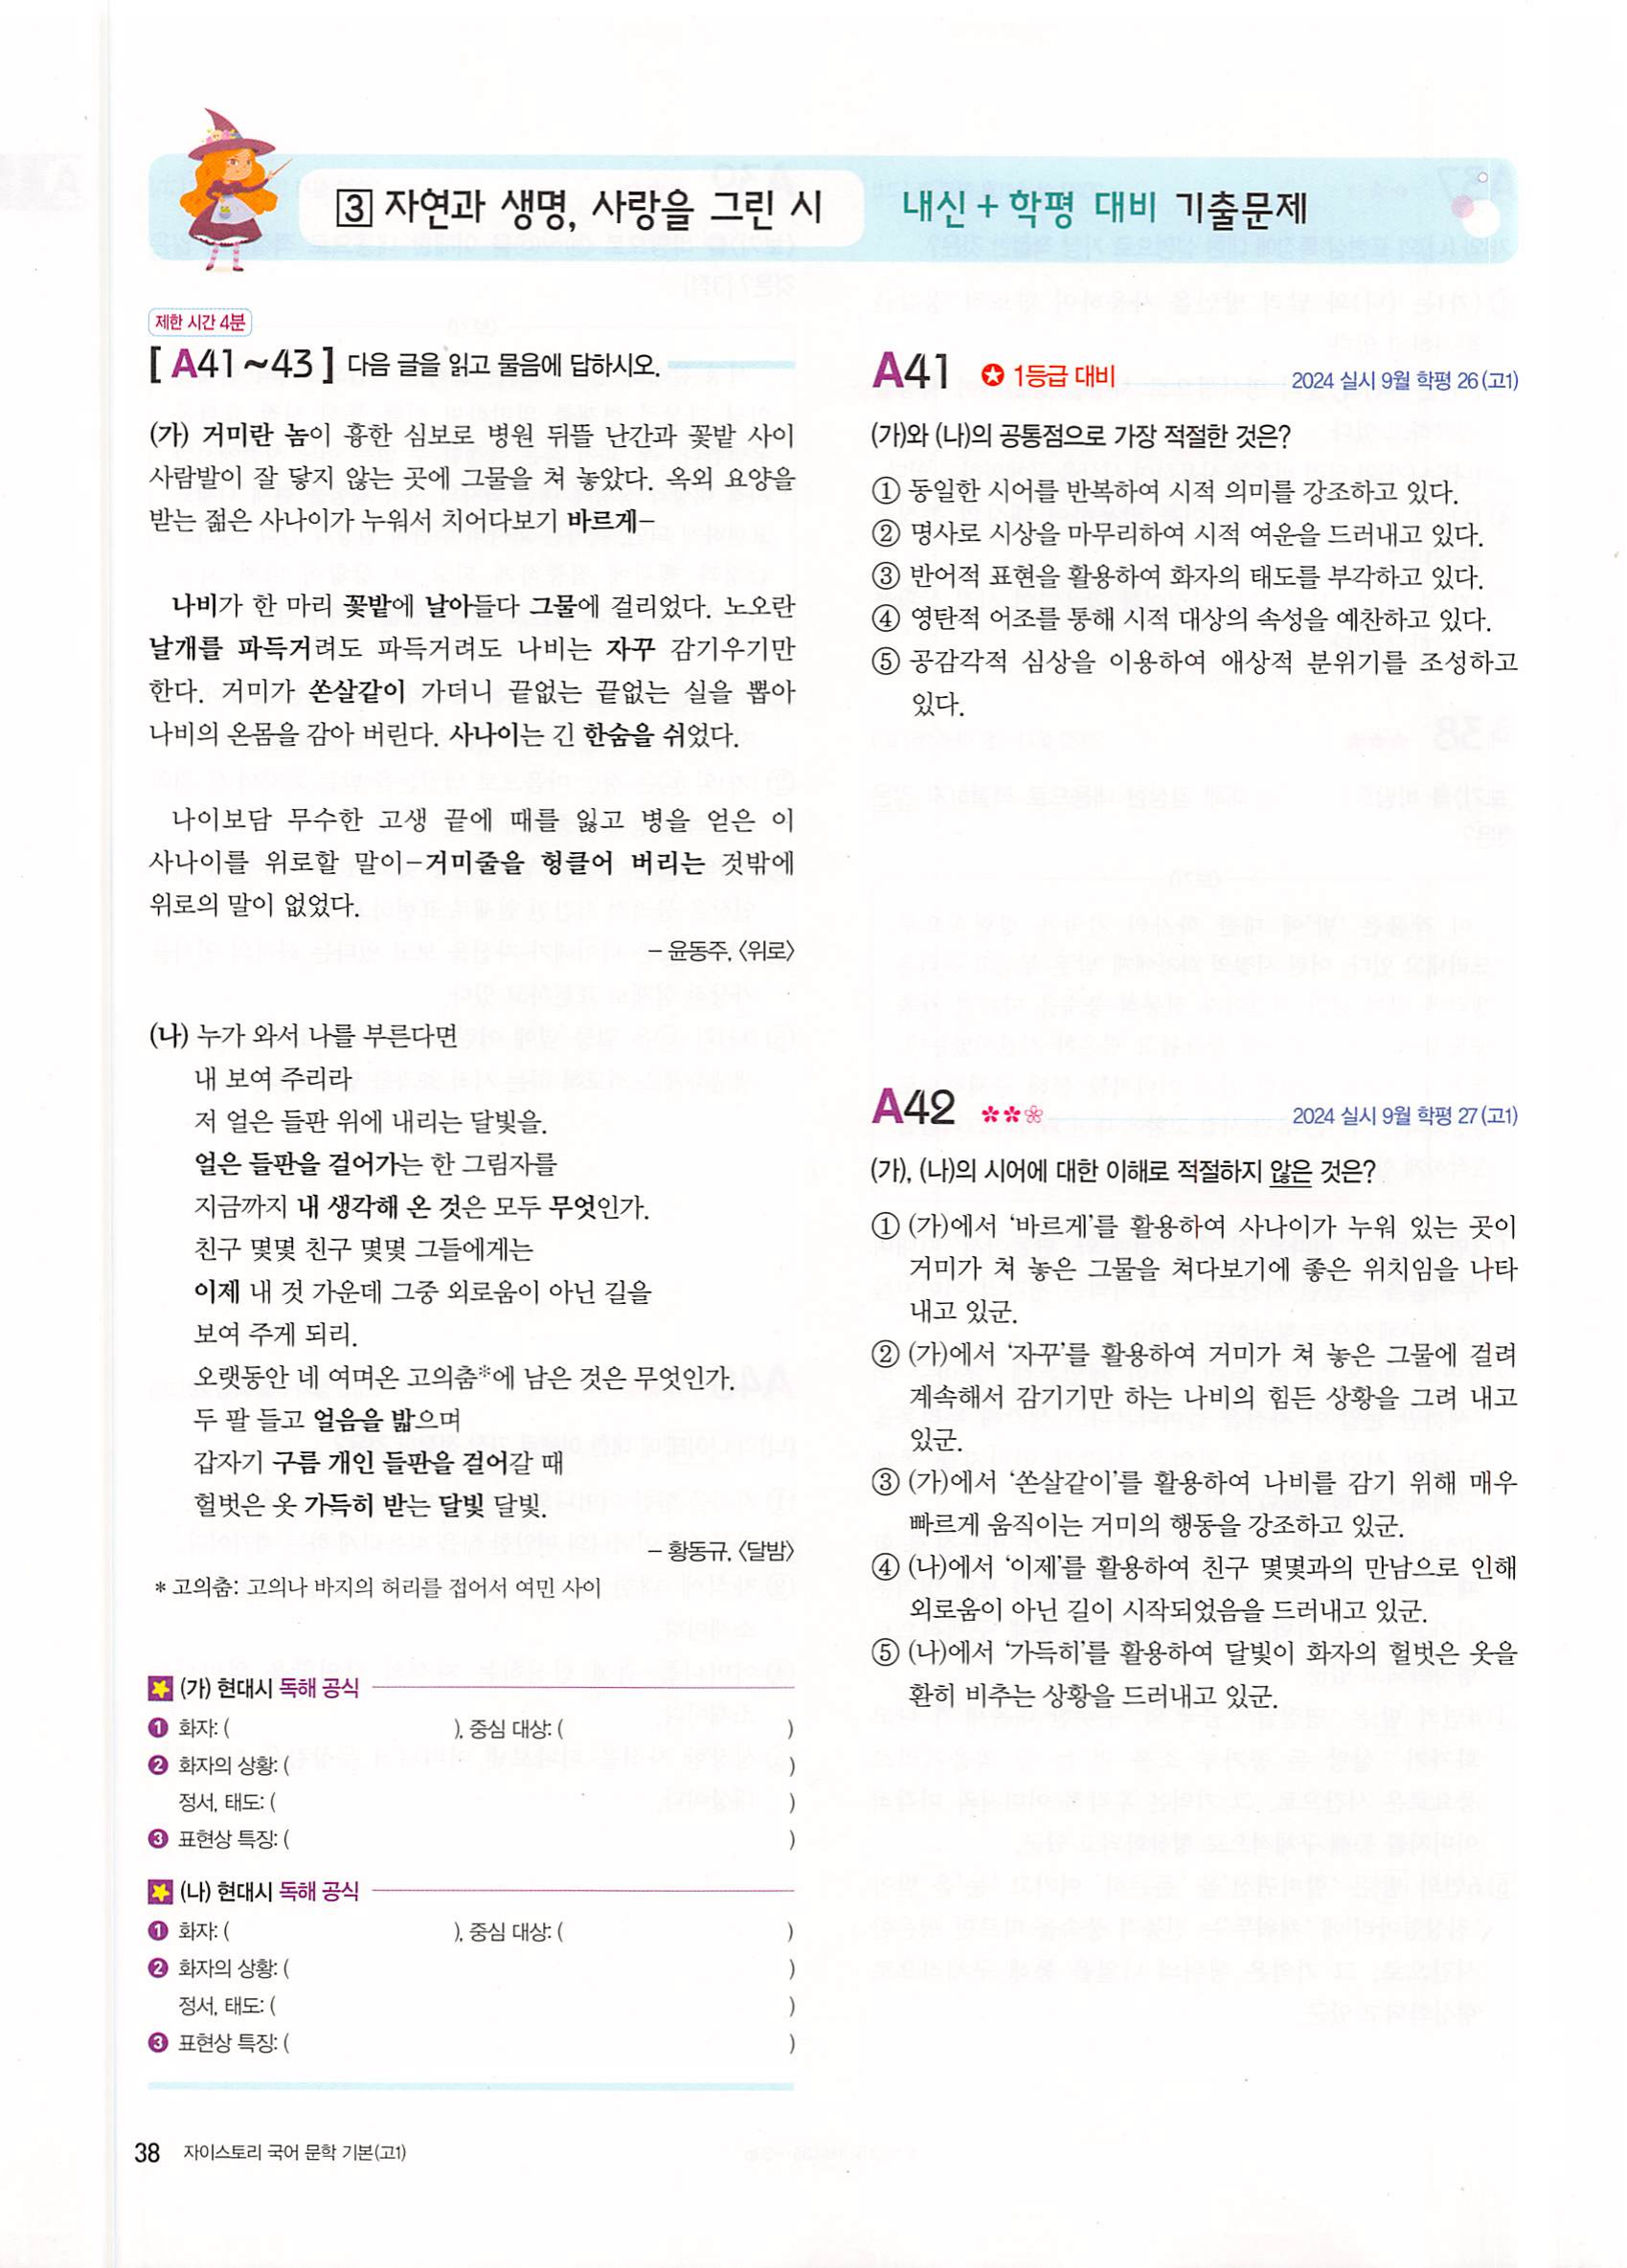 ③ 자연과 생명, 사랑을 그린 시
내신 + 학평 대비 기출문제
제한 시간 4분
[ A41 ~ 43 ] 다음 글을 읽고 물음에 답하시오.
(가) 거미란 놈이 흉한 심보로 병원 뒤뜰 난간과 꽃밭 사이
사람발이 잘 닿지 않는 곳에 그물을 쳐 놓았다. 옥외 요양을
받는 젊은 사나이가 누워서 치어다보기 바르게–
나비가 한 마리 꽃밭에 날아들다 그물에 걸리었다. 노오란
날개를 파득거려도 파득거려도 나비는 자꾸 감기우기만
한다. 거미가 쏜살같이 가더니 끝없는 끝없는 실을 뽑아
나비의 온몸을 감아 버린다. 사나이는 긴 한숨을 쉬었다.
나이보담 무수한 고생 끝에 때를 잃고 병을 얻은 이
사나이를 위로할 말이–거미줄을 헝클어 버리는 것밖에
위로의 말이 없었다.
– 윤동주, 〈위로〉
(나) 누가 와서 나를 부른다면
내 보여 주리라
저 얼은 들판 위에 내리는 달빛을.
얼은 들판을 걸어가는 한 그림자를
지금까지 내 생각해 온 것은 모두 무엇인가.
친구 몇몇 친구 몇몇 그들에게는
이제 내 것 가운데 그중 외로움이 아닌 길을
보여 주게 되리.
오랫동안 네 여며온 고의춤*에 남은 것은 무엇인가.
두 팔 들고 얼음을 밟으며
갑자기 구름 개인 들판을 걸어갈 때
헐벗은 옷 가득히 받는 달빛 달빛.
– 황동규, 〈달밤〉
* 고의춤: 고의나 바지의 허리를 접어서 여민 사이
(가) 현대시 독해 공식
❶ 화자: ( ), 중심 대상: ( )
❷ 화자의 상황: ( )
정서, 태도: ( )
❸ 표현상 특징: ( )
(나) 현대시 독해 공식
❶ 화자: ( ), 중심 대상: ( )
❷ 화자의 상황: ( )
정서, 태도: ( )
❸ 표현상 특징: ( )
38 자이스토리 국어 문학 기본(고1)
A41 ✪ 1등급 대비 2024 실시 9월 학평 26(고1)
(가)와 (나)의 공통점으로 가장 적절한 것은?
① 동일한 시어를 반복하여 시적 의미를 강조하고 있다.
② 명사로 시상을 마무리하여 시적 여운을 드러내고 있다.
③ 반어적 표현을 활용하여 화자의 태도를 부각하고 있다.
④ 영탄적 어조를 통해 시적 대상의 속성을 예찬하고 있다.
⑤ 공감각적 심상을 이용하여 애상적 분위기를 조성하고
있다.
A42 2024 실시 9월 학평 27(고1)
(가), (나)의 시어에 대한 이해로 적절하지 않은 것은?
① (가)에서 ‘바르게’를 활용하여 사나이가 누워 있는 곳이
거미가 쳐 놓은 그물을 쳐다보기에 좋은 위치임을 나타
내고 있군.
② (가)에서 ‘자꾸’를 활용하여 거미가 쳐 놓은 그물에 걸려
계속해서 감기기만 하는 나비의 힘든 상황을 그려 내고
있군.
③ (가)에서 ‘쏜살같이’를 활용하여 나비를 감기 위해 매우
빠르게 움직이는 거미의 행동을 강조하고 있군.
④ (나)에서 ‘이제’를 활용하여 친구 몇몇과의 만남으로 인해
외로움이 아닌 길이 시작되었음을 드러내고 있군.
⑤ (나)에서 ‘가득히’를 활용하여 달빛이 화자의 헐벗은 옷을
환히 비추는 상황을 드러내고 있군.